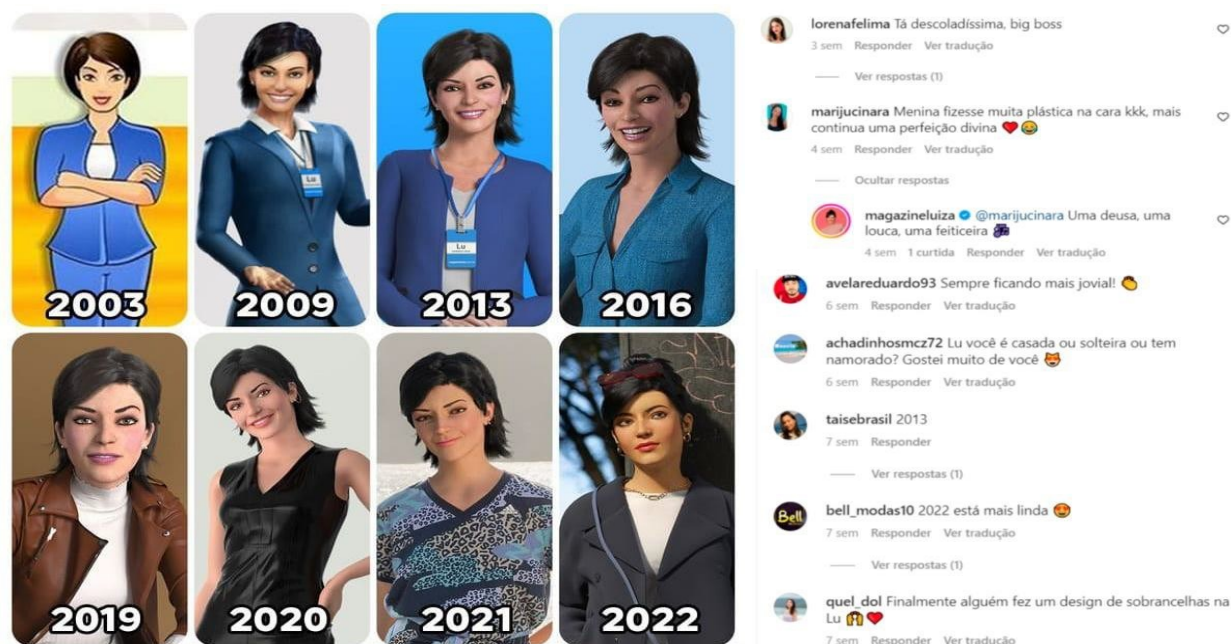 2003
2009
Lu
2013
Lu
2016
2019
2020
2021
2022
lorenafelima Tá descoladíssima, big boss
3 sem Responder Ver tradução
Ver respostas (1)
marijucinara Menina fizesse muita plástica na cara kkk, mais
continua uma perfeição divina ❤️😂
4 sem Responder Ver tradução
Ocultar respostas
magazineluiza @marijucinara Uma deusa, uma
louca, uma feiticeira
4 sem 1 curtida Responder Ver tradução
avelareduardo93 Sempre ficando mais jovial!
6 sem Responder Ver tradução
achadinhosmcz72 Lu você é casada ou solteira ou tem
namorado? Gostei muito de você 😻
6 sem Responder Ver tradução
taisebrasil 2013
7 sem Responder
Ver respostas (1)
Bell
bell_modas10 2022 está mais linda 😍
7 sem Responder Ver tradução
Ver respostas (1)
quel_dol Finalmente alguém fez um design de sobrancelhas na
Lu 🙌❤️
7 sem Responder Ver tradução